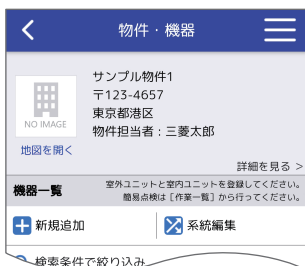 物件・機器
サンプル物件1
〒123-4657
東京都港区
物件担当者：三菱太郎
NO IMAGE
地図を開く
詳細を見る >
機器一覧
室外ユニットと室内ユニットを登録してください。
簡易点検は［作業一覧］から行ってください。
新規追加
系統編集
検索条件で絞り込み